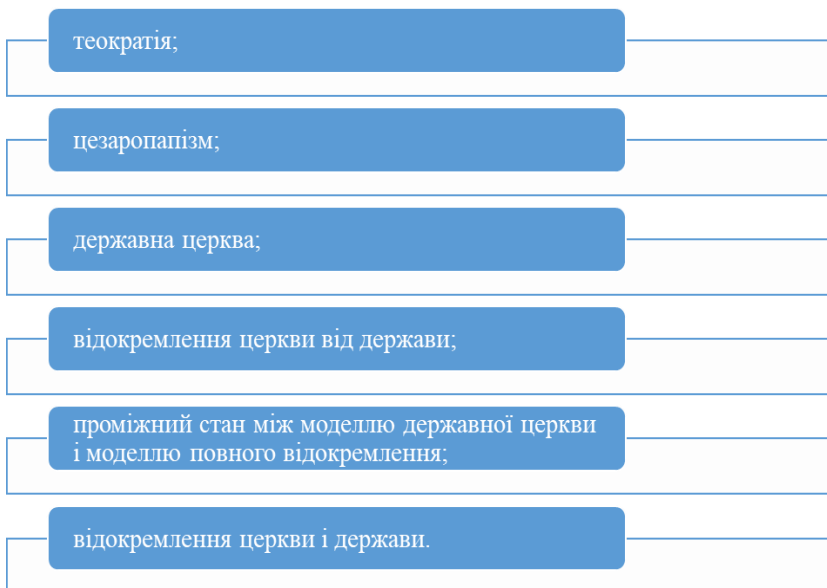 теократія;
цезаропапізм;
державна церква;
відокремлення церкви від держави;
проміжний стан між моделлю державної церкви
і моделлю повного відокремлення;
відокремлення церкви і держави.